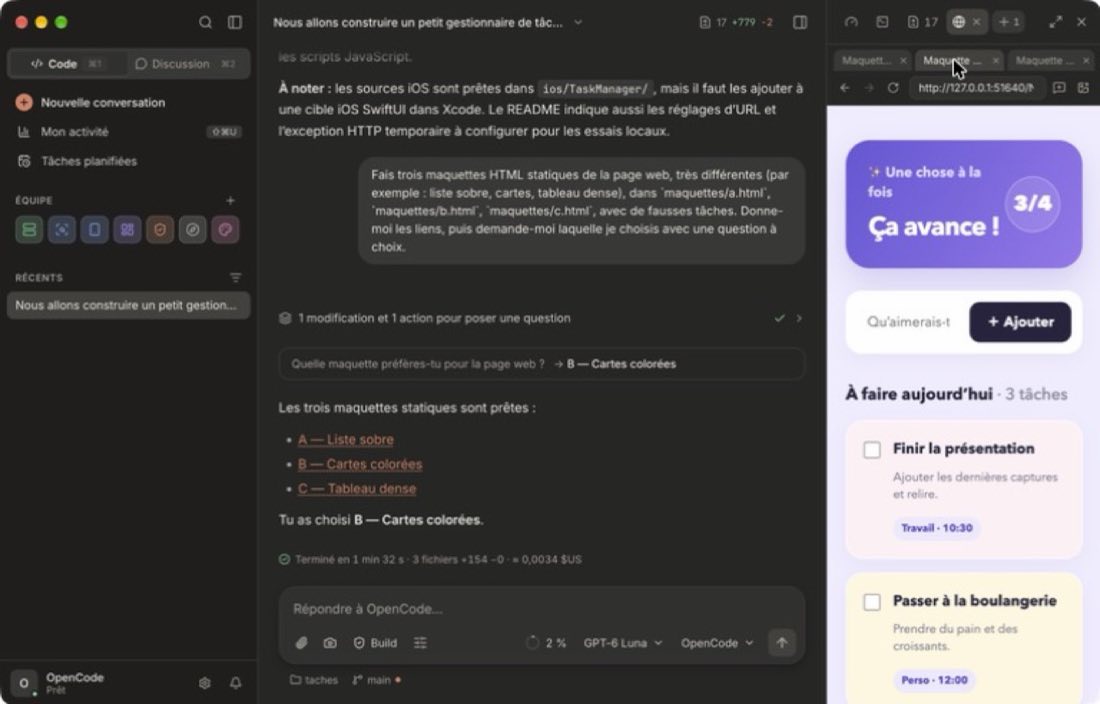 Code ⌘1
Discussion ⌘2
Nouvelle conversation
Mon activité ⇧⌘U
Tâches planifiées
ÉQUIPE
RÉCENTS
Nous allons construire un petit gestion...
OpenCode
Prêt
O
Nous allons construire un petit gestionnaire de tâc...
17 +779 -2
les scripts JavaScript.
À noter : les sources iOS sont prêtes dans ios/TaskManager/, mais il faut les ajouter à
une cible iOS SwiftUI dans Xcode. Le README indique aussi les réglages d'URL et
l'exception HTTP temporaire à configurer pour les essais locaux.
Fais trois maquettes HTML statiques de la page web, très différentes (par
exemple : liste sobre, cartes, tableau dense), dans `maquettes/a.html`,
`maquettes/b.html`, `maquettes/c.html`, avec de fausses tâches. Donne-
moi les liens, puis demande-moi laquelle je choisis avec une question à
choix.
1 modification et 1 action pour poser une question
Quelle maquette préfères-tu pour la page web ? → B — Cartes colorées
Les trois maquettes statiques sont prêtes :
• A — Liste sobre
• B — Cartes colorées
• C — Tableau dense
Tu as choisi B — Cartes colorées.
Terminé en 1 min 32 s · 3 fichiers +154 −0 · ≈ 0,0034 $US
Répondre à OpenCode...
Build
2 %
GPT-6 Luna
OpenCode
taches
main
17
+ 1
Maquett...
Maquette ...
Maquette ...
http://127.0.0.1:51640/
✨ Une chose à la
fois
Ça avance !
3/4
Qu'aimerais-t
+ Ajouter
À faire aujourd'hui · 3 tâches
Finir la présentation
Ajouter les dernières captures
et relire.
Travail · 10:30
Passer à la boulangerie
Prendre du pain et des
croissants.
Perso · 12:00